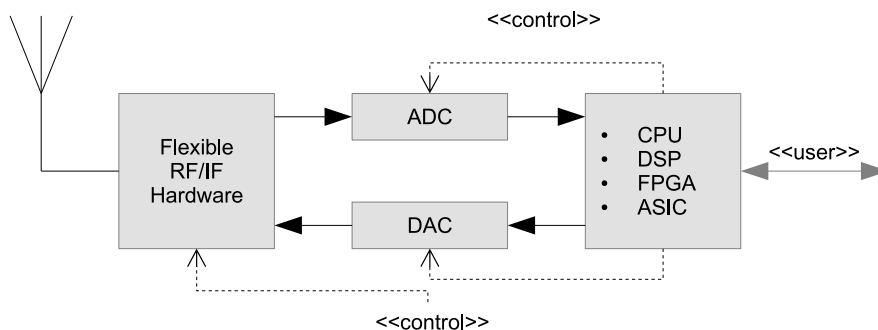 <<control>>
Flexible
RF/IF
Hardware
ADC
DAC
• CPU
• DSP
• FPGA
• ASIC
<<user>>
<<control>>